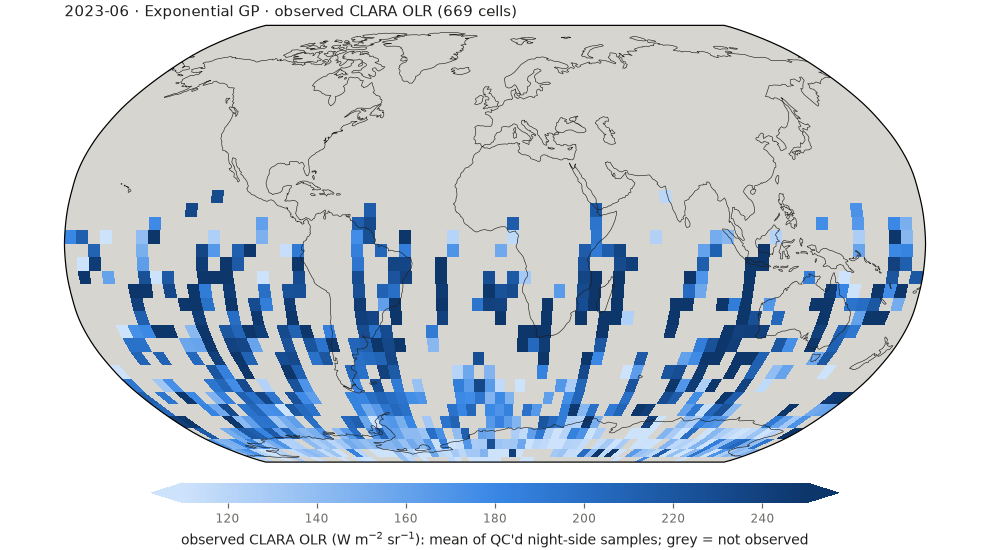 2023-06 · Exponential GP · observed CLARA OLR (669 cells)
120 140 160 180 200 220 240
observed CLARA OLR (W m⁻² sr⁻¹): mean of QC'd night-side samples; grey = not observed